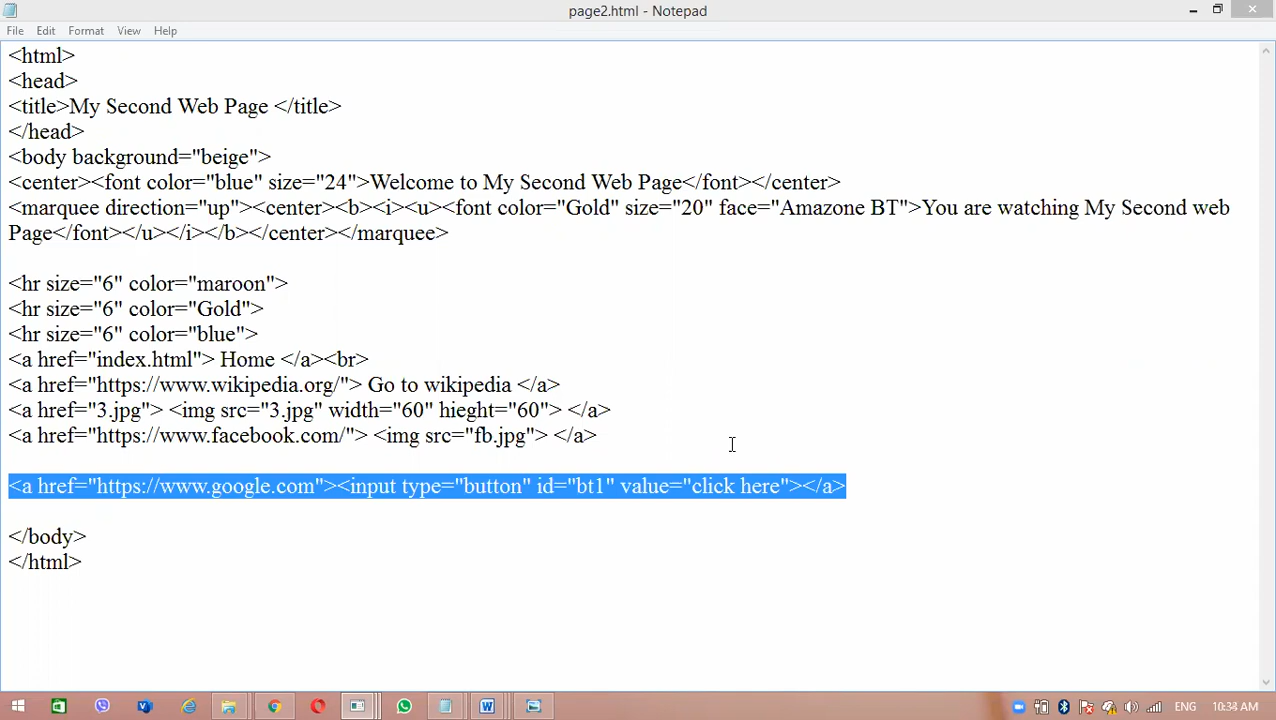 page2.html - Notepad
File Edit Format View Help
<html>
<head>
<title>My Second Web Page </title>
</head>
<body background="beige">
<center><font color="blue" size="24">Welcome to My Second Web Page</font></center>
<marquee direction="up"><center><b><i><u><font color="Gold" size="20" face="Amazone BT">You are watching My Second web
Page</font></u></i></b></center></marquee>
<hr size="6" color="maroon">
<hr size="6" color="Gold">
<hr size="6" color="blue">
<a href="index.html"> Home </a><br>
<a href="https://www.wikipedia.org/"> Go to wikipedia </a>
<a href="3.jpg"> <img src="3.jpg" width="60" hieght="60"> </a>
<a href="https://www.facebook.com/"> <img src="fb.jpg"> </a>
<a href="https://www.google.com"><input type="button" id="bt1" value="click here"></a>
</body>
</html>
ENG 10:38 AM